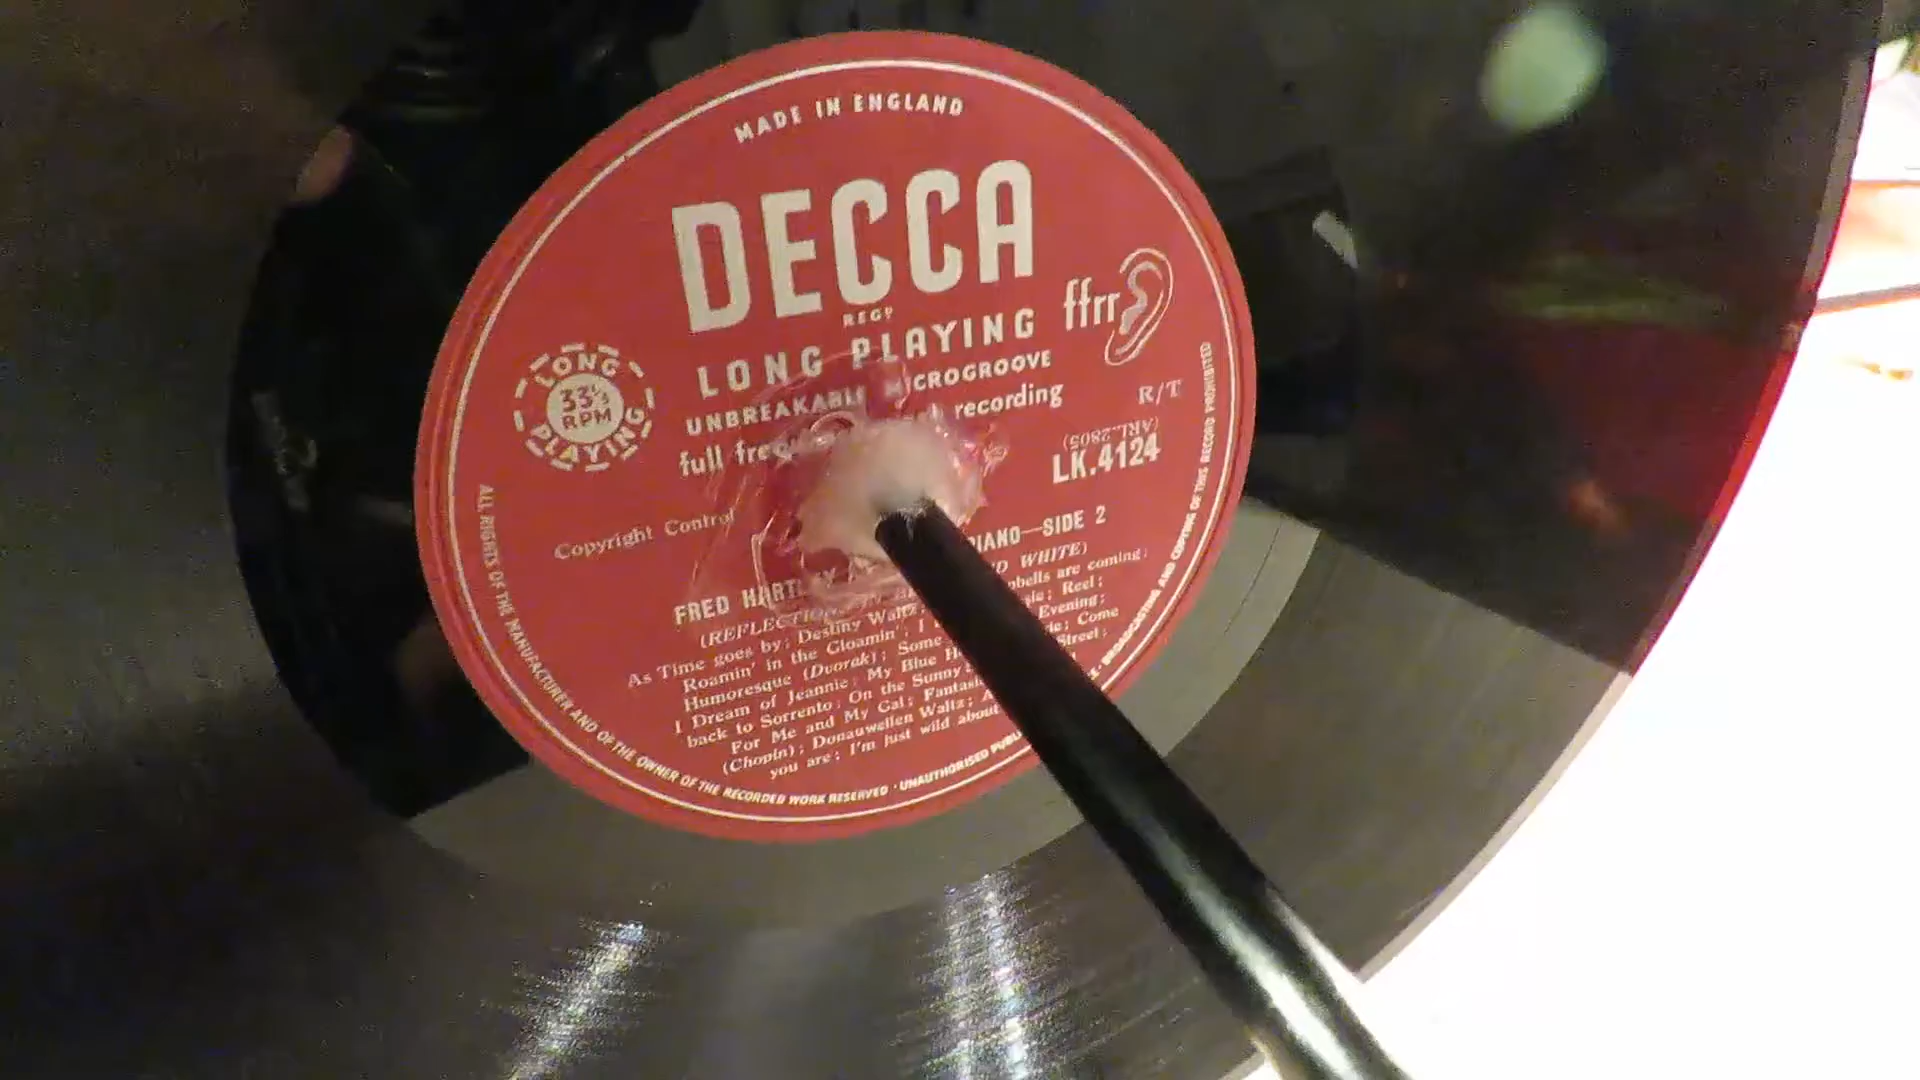 MADE IN ENGLAND
DECCA
REGD
LONG PLAYING
ffrr
UNBREAKABLE MICROGROOVE
full recording
LONG PLAYING
33⅓
RPM
R/T
(ARL.2805)
LK.4124
Copyright Control
FRED PIANO—SIDE 2
WHITE)
As Time goes by; Destiny Waltz; are coming;
Roamin' in the Gloamin'; I Reel;
Humoresque (Dvorak); Some Evening;
I Dream of Jeannie; My Blue Come
back to Sorrento; On the Sunny Street;
For Me and My Gal;
(Chopin); Donauwellen Waltz;
you are; I'm just wild about
ALL RIGHTS OF THE MANUFACTURER AND OF THE OWNER OF THE RECORDED WORK RESERVED · UNAUTHORISED BROADCASTING AND COPYING OF THIS RECORD PROHIBITED